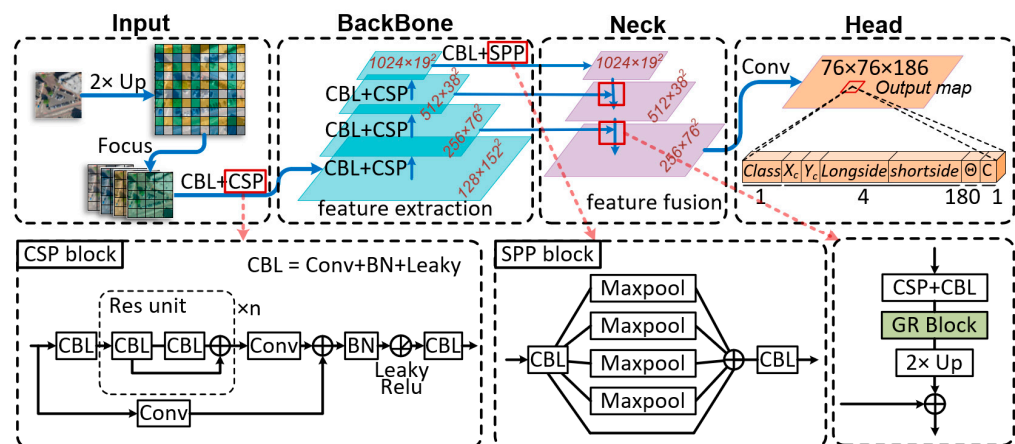 Input
BackBone
Neck
Head
2× Up
Focus
CBL+CSP
CBL+SPP
1024×19²
CBL+CSP
512×38²
CBL+CSP
256×76²
CBL+CSP
128×152²
feature extraction
1024×19²
512×38²
256×76²
feature fusion
Conv
76×76×186
Output map
Class Xc Yc Longside shortside Θ C
1 4 180 1
CSP block
CBL = Conv+BN+Leaky
Res unit
×n
CBL CBL CBL Conv BN CBL
Leaky
Relu
Conv
SPP block
Maxpool
Maxpool
CBL Maxpool CBL
Maxpool
CSP+CBL
GR Block
2× Up